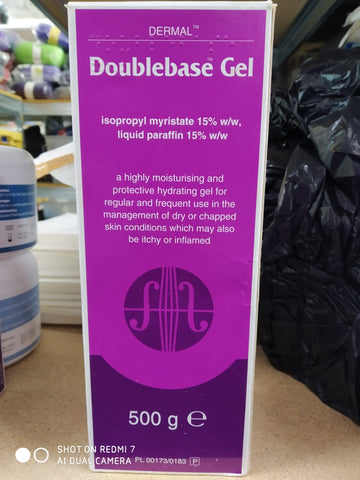 DERMAL™
Doublebase™ Gel
isopropyl myristate 15% w/w,
liquid paraffin 15% w/w
a highly moisturising and
protective hydrating gel for
regular and frequent use in the
management of dry or chapped
skin conditions which may also
be itchy or inflamed
500 g ℮
PL 00173/0183 P
SHOT ON REDMI 7
AI DUAL CAMERA